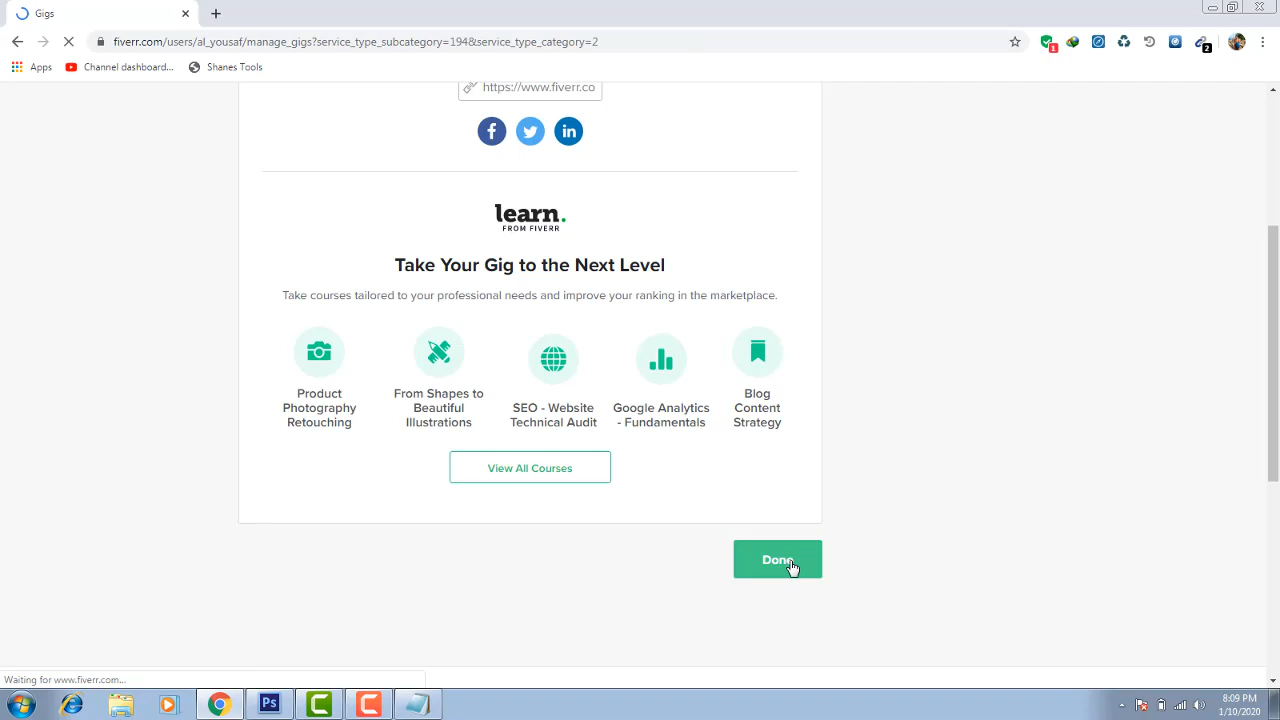 Gigs
fiverr.com/users/al_yousaf/manage_gigs?service_type_subcategory=194&service_type_category=2
1
2
Apps
Channel dashboard...
Shanes Tools
https://www.fiverr.co
learn.
FROM FIVERR
Take Your Gig to the Next Level
Take courses tailored to your professional needs and improve your ranking in the marketplace.
Product
Photography
Retouching
From Shapes to
Beautiful
Illustrations
SEO - Website
Technical Audit
Google Analytics
- Fundamentals
Blog
Content
Strategy
View All Courses
Done
Waiting for www.fiverr.com...
Ps
8:09 PM
1/10/2020